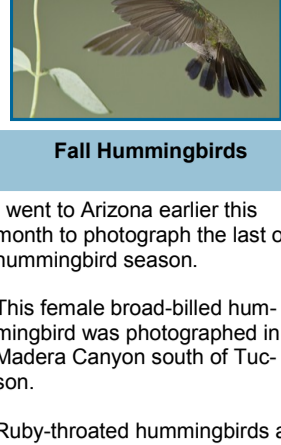 Fall Hummingbirds
went to Arizona earlier this
month to photograph the last
hummingbird season.
This female broad-billed hum-
mingbird was photographed in
Madera Canyon south of Tuc-
son.
Ruby-throated hummingbirds